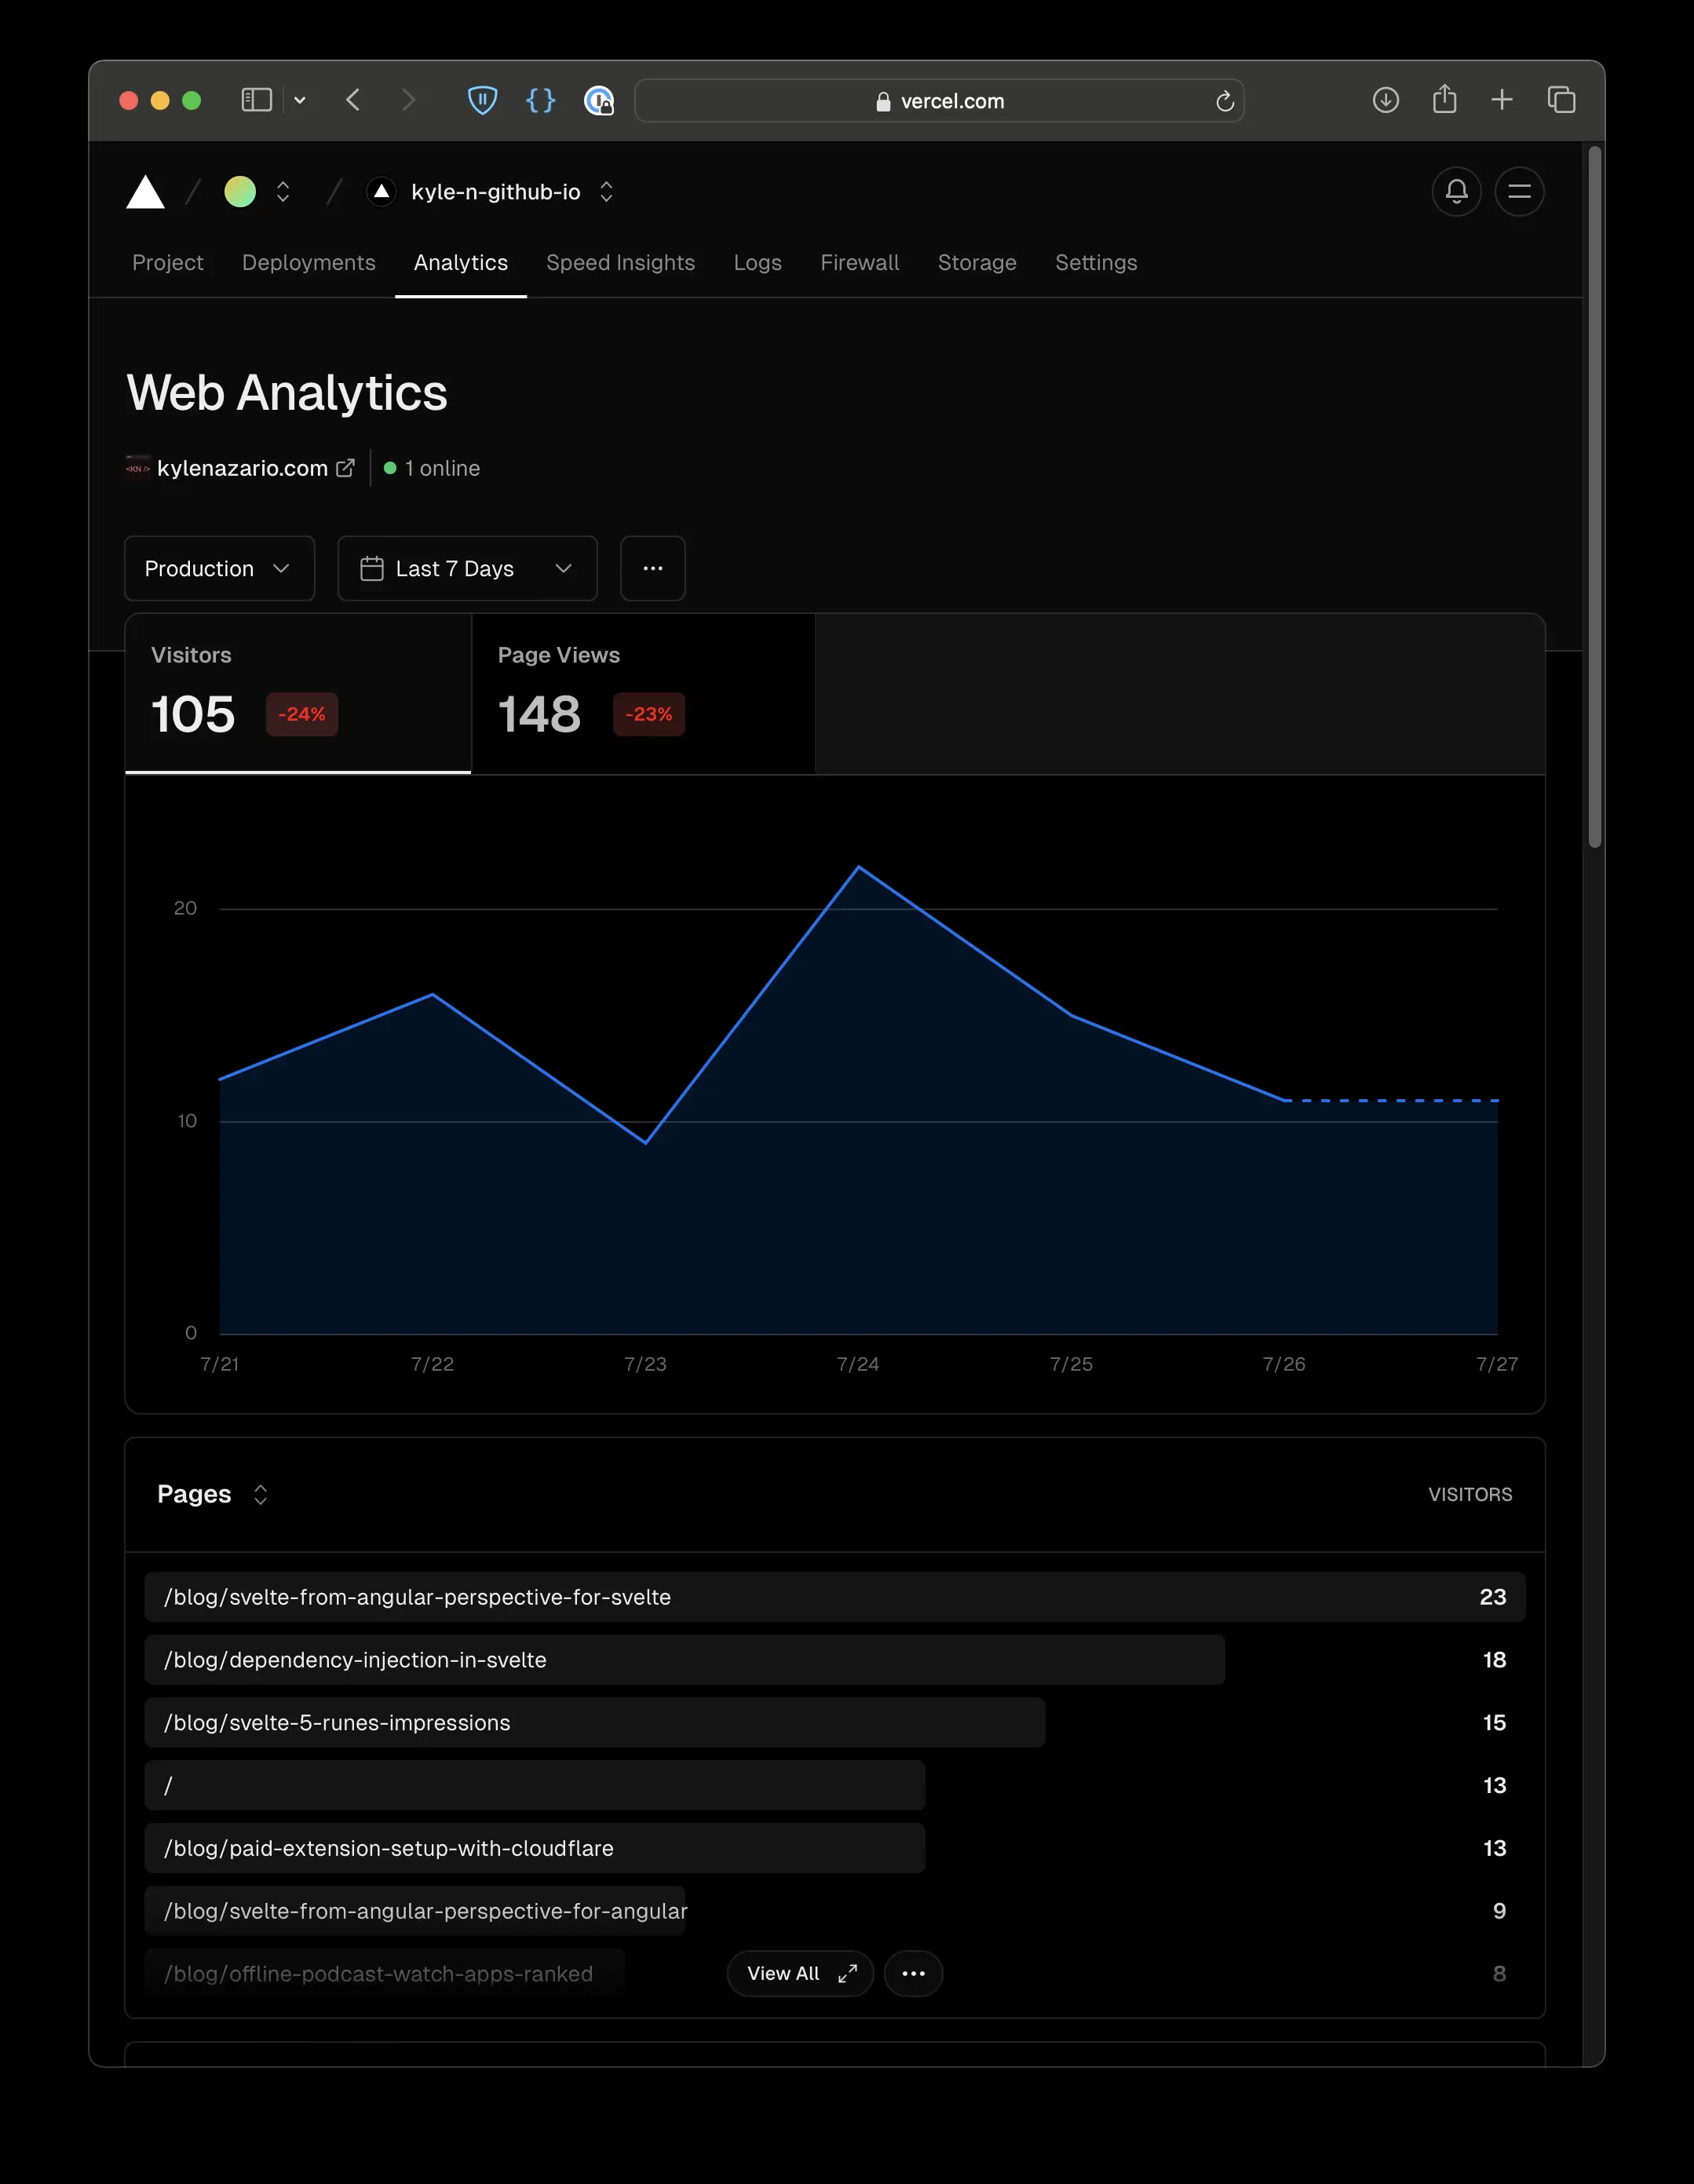 vercel.com
kyle-n-github-io
Project Deployments Analytics Speed Insights Logs Firewall Storage Settings
Web Analytics
<KN /> kylenazario.com 1 online
Production Last 7 Days
Visitors Page Views
105 -24% 148 -23%
20
10
0
7/21 7/22 7/23 7/24 7/25 7/26 7/27
Pages VISITORS
/blog/svelte-from-angular-perspective-for-svelte 23
/blog/dependency-injection-in-svelte 18
/blog/svelte-5-runes-impressions 15
/ 13
/blog/paid-extension-setup-with-cloudflare 13
/blog/svelte-from-angular-perspective-for-angular 9
/blog/offline-podcast-watch-apps-ranked View All 8